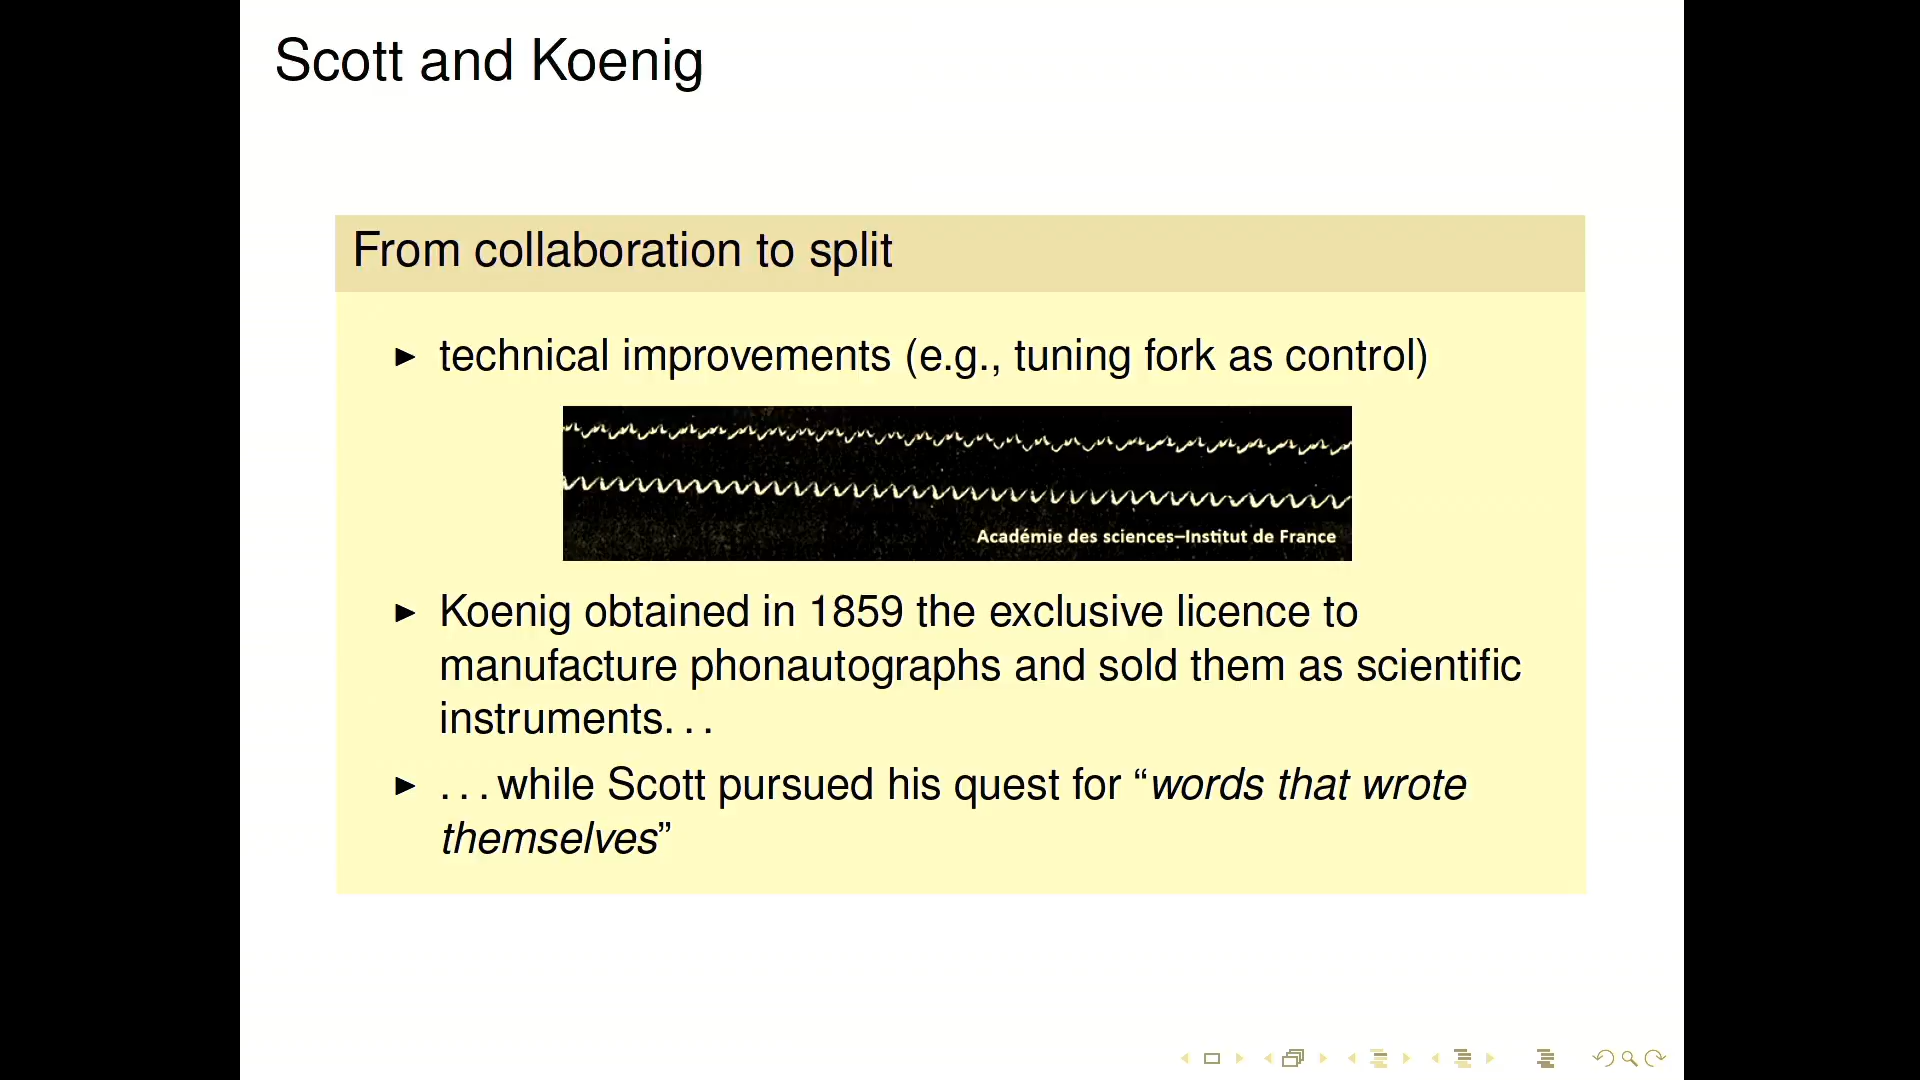 Scott and Koenig
From collaboration to split
► technical improvements (e.g., tuning fork as control)
Académie des sciences–Institut de France
► Koenig obtained in 1859 the exclusive licence to
manufacture phonautographs and sold them as scientific
instruments. . .
► . . . while Scott pursued his quest for “words that wrote
themselves”